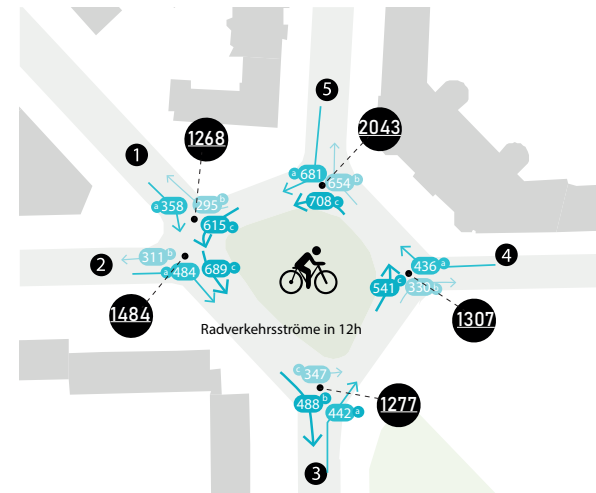 5
2043
1268
1
a 681
654 b
a 358
295 b
708 c
615 c
4
311 b
436 a
2
a 484
689 c
541 c
330 b
1484
1307
Radverkehrsströme in 12h
c 347
488 b
442 a
1277
3